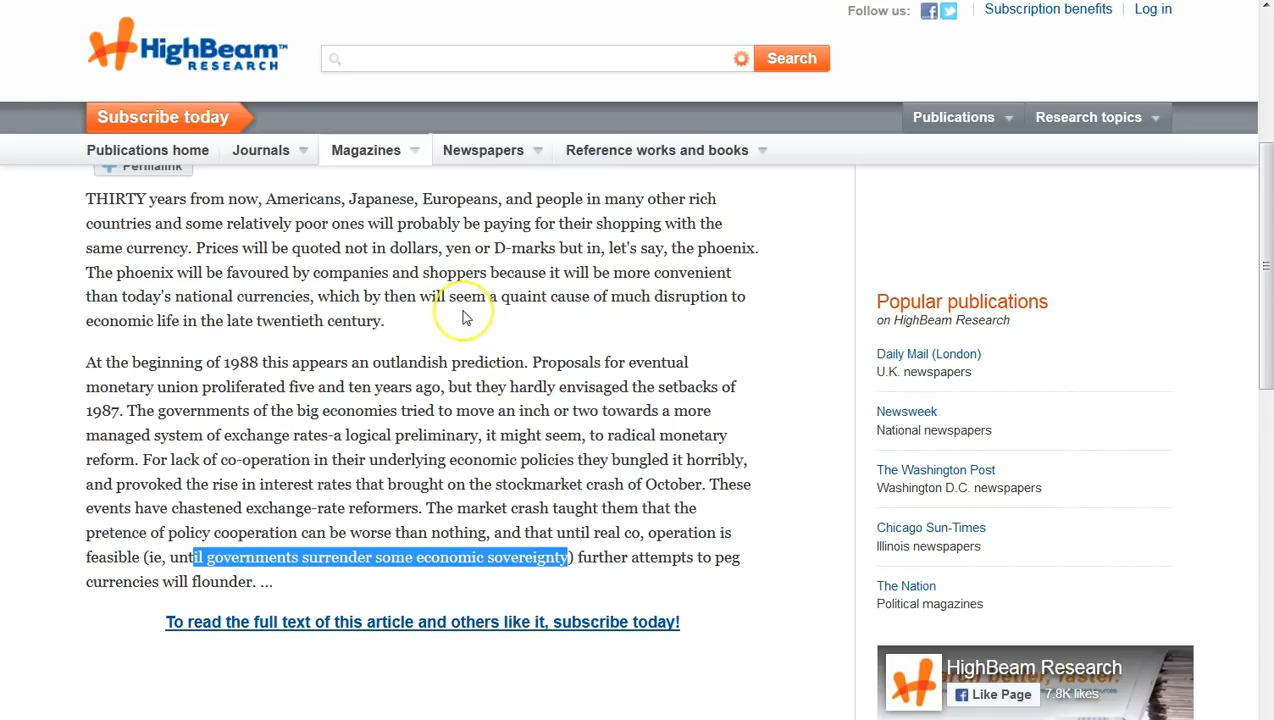 Follow us:
Subscription benefits
Log in
HighBeam™
RESEARCH
Search
Subscribe today
Publications
Research topics
Publications home
Journals
Magazines
Newspapers
Reference works and books
Permalink
THIRTY years from now, Americans, Japanese, Europeans, and people in many other rich
countries and some relatively poor ones will probably be paying for their shopping with the
same currency. Prices will be quoted not in dollars, yen or D-marks but in, let's say, the phoenix.
The phoenix will be favoured by companies and shoppers because it will be more convenient
than today's national currencies, which by then will seem a quaint cause of much disruption to
economic life in the late twentieth century.
At the beginning of 1988 this appears an outlandish prediction. Proposals for eventual
monetary union proliferated five and ten years ago, but they hardly envisaged the setbacks of
1987. The governments of the big economies tried to move an inch or two towards a more
managed system of exchange rates-a logical preliminary, it might seem, to radical monetary
reform. For lack of co-operation in their underlying economic policies they bungled it horribly,
and provoked the rise in interest rates that brought on the stockmarket crash of October. These
events have chastened exchange-rate reformers. The market crash taught them that the
pretence of policy cooperation can be worse than nothing, and that until real co, operation is
feasible (ie, until governments surrender some economic sovereignty) further attempts to peg
currencies will flounder. ...
To read the full text of this article and others like it, subscribe today!
Popular publications
on HighBeam Research
Daily Mail (London)
U.K. newspapers
Newsweek
National newspapers
The Washington Post
Washington D.C. newspapers
Chicago Sun-Times
Illinois newspapers
The Nation
Political magazines
HighBeam Research
Like Page
7.8K likes